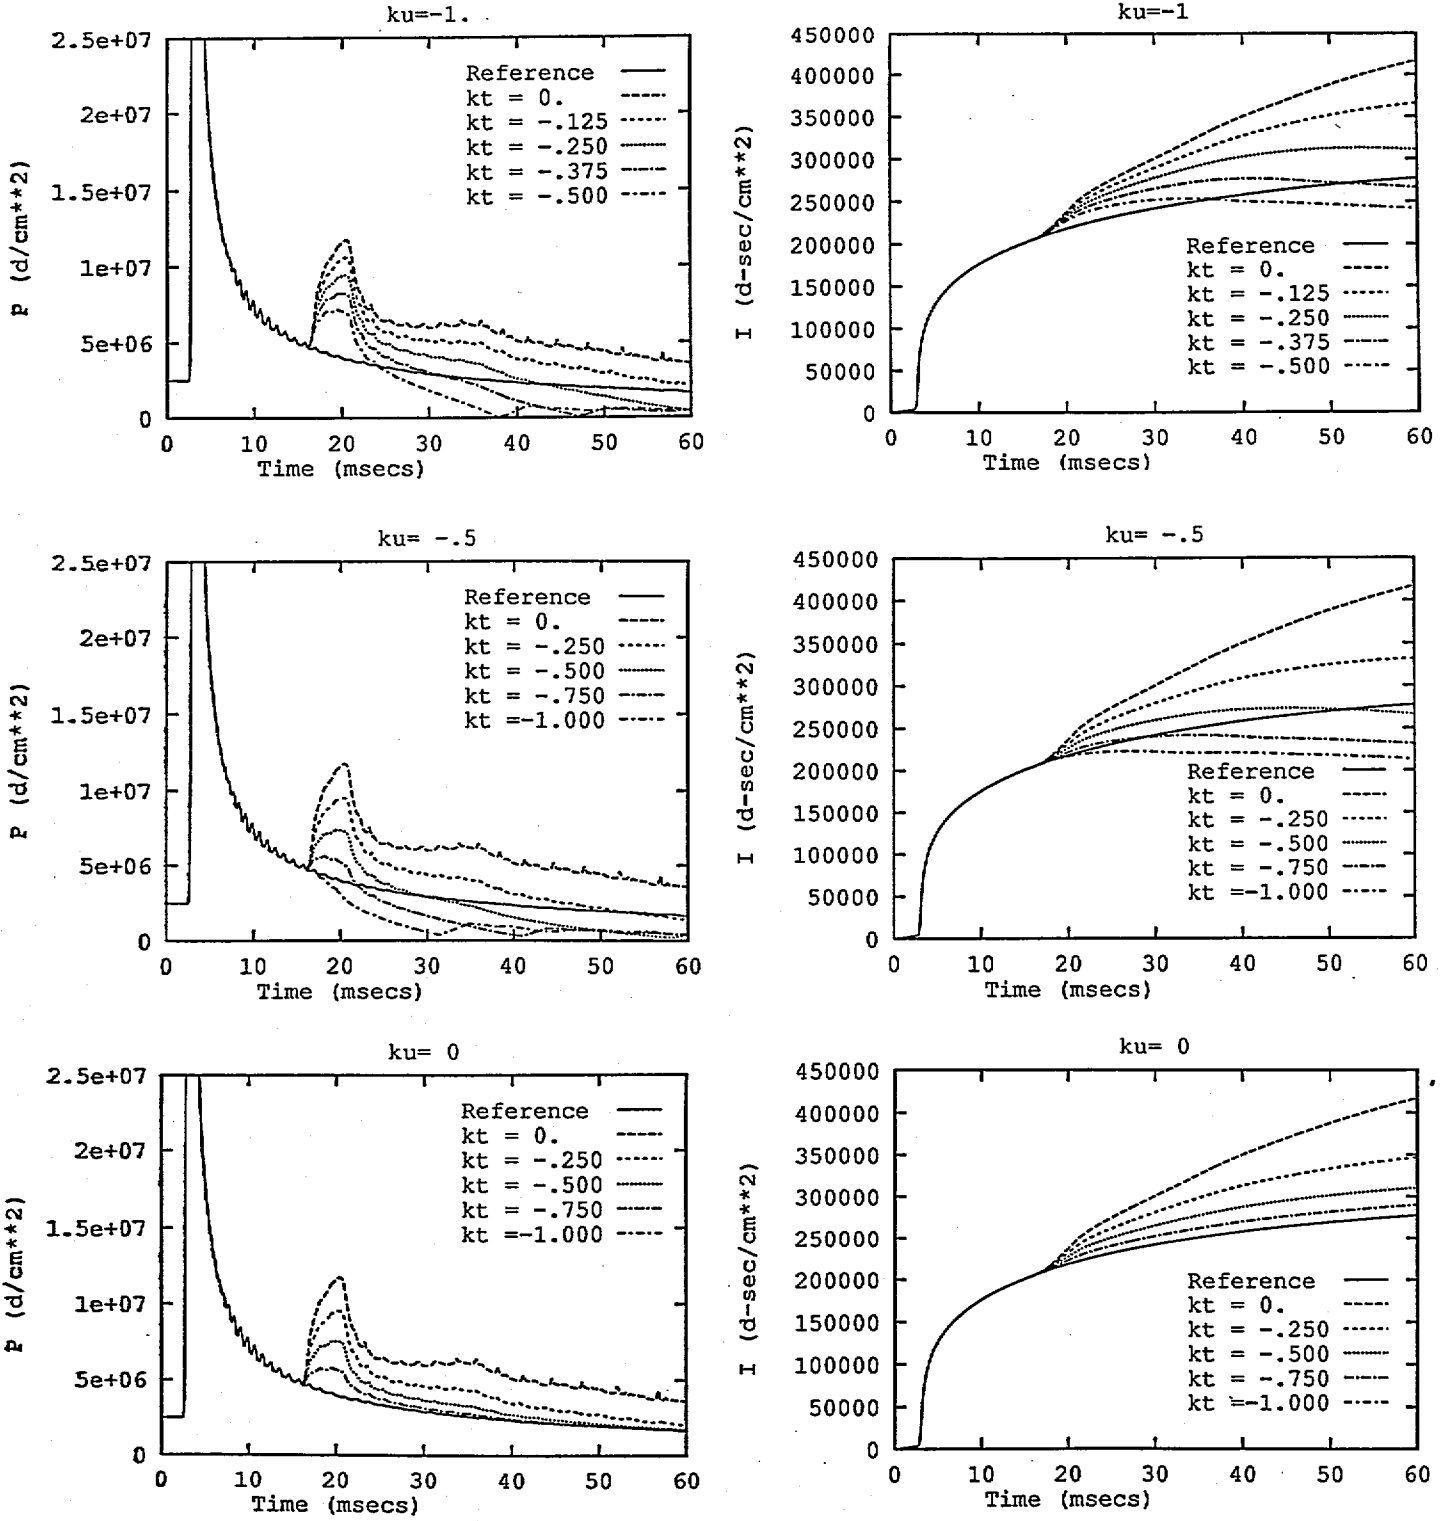 ku=-1.
2.5e+07
2e+07
1.5e+07
1e+07
5e+06
0
P (d/cm**2)
Reference
kt = 0.
kt = -.125
kt = -.250
kt = -.375
kt = -.500
0 10 20 30 40 50 60
Time (msecs)
ku=-1
450000
400000
350000
300000
250000
200000
150000
100000
50000
0
I (d-sec/cm**2)
Reference
kt = 0.
kt = -.125
kt = -.250
kt = -.375
kt = -.500
0 10 20 30 40 50 60
Time (msecs)
ku= -.5
2.5e+07
2e+07
1.5e+07
1e+07
5e+06
0
P (d/cm**2)
Reference
kt = 0.
kt = -.250
kt = -.500
kt = -.750
kt =-1.000
0 10 20 30 40 50 60
Time (msecs)
ku= -.5
450000
400000
350000
300000
250000
200000
150000
100000
50000
0
I (d-sec/cm**2)
Reference
kt = 0.
kt = -.250
kt = -.500
kt = -.750
kt =-1.000
0 10 20 30 40 50 60
Time (msecs)
ku= 0
2.5e+07
2e+07
1.5e+07
1e+07
5e+06
0
P (d/cm**2)
Reference
kt = 0.
kt = -.250
kt = -.500
kt = -.750
kt =-1.000
0 10 20 30 40 50 60
Time (msecs)
ku= 0
450000
400000
350000
300000
250000
200000
150000
100000
50000
0
I (d-sec/cm**2)
Reference
kt = 0.
kt = -.250
kt = -.500
kt = -.750
kt =-1.000
0 10 20 30 40 50 60
Time (msecs)